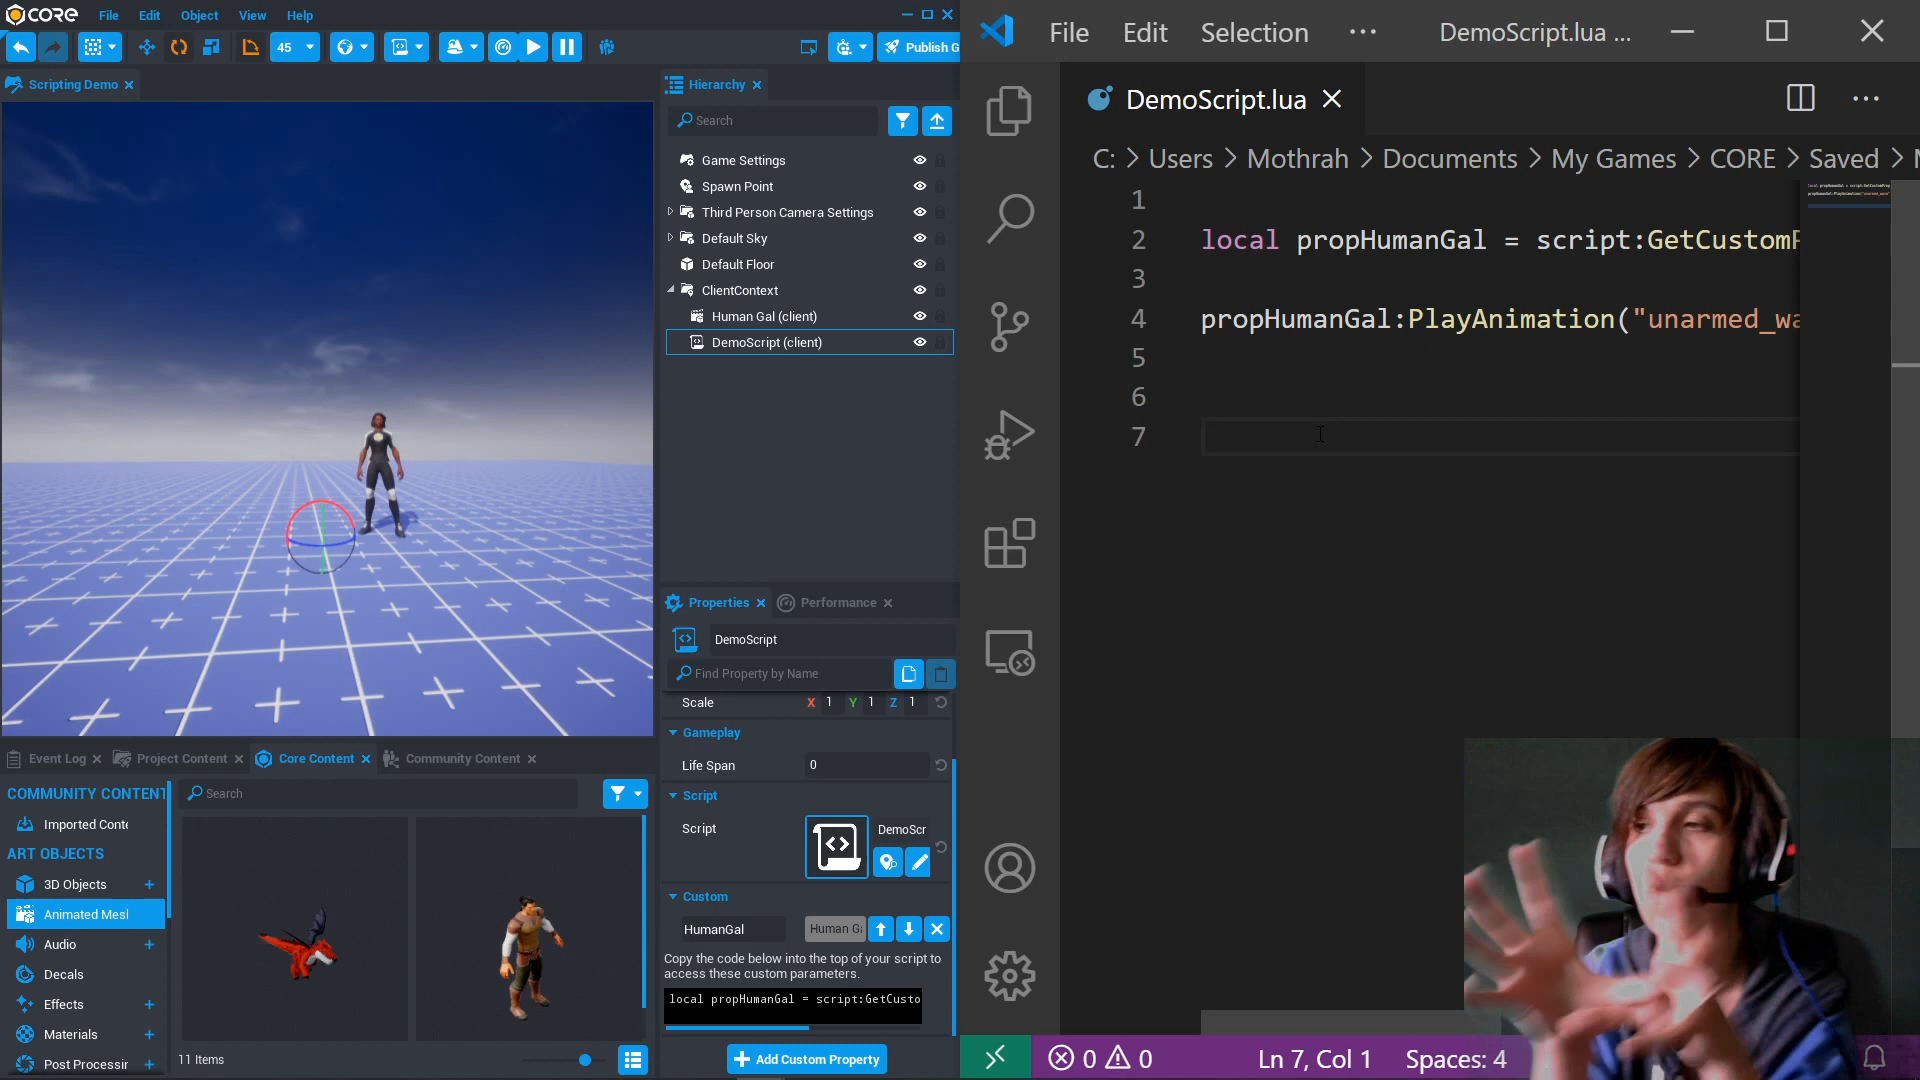 CORE File Edit Object View Help
45 Publish G
Scripting Demo
Hierarchy
Search
Game Settings
Spawn Point
Third Person Camera Settings
Default Sky
Default Floor
ClientContext
Human Gal (client)
DemoScript (client)
Properties Performance
DemoScript
Find Property by Name
Scale X 1 Y 1 Z 1
Gameplay
Life Span 0
Script
Script DemoScr
Custom
HumanGal Human Ga
Copy the code below into the top of your script to
access these custom parameters.
local propHumanGal = script:GetCusto
Add Custom Property
Event Log Project Content Core Content Community Content
COMMUNITY CONTENT
Search
Imported Conte
ART OBJECTS
3D Objects +
Animated Mesl
Audio +
Decals
Effects +
Materials +
Post Processir +
11 Items
File Edit Selection ... DemoScript.lua ...
DemoScript.lua
C: > Users > Mothrah > Documents > My Games > CORE > Saved >
1
2 local propHumanGal = script:GetCustomP
3
4 propHumanGal:PlayAnimation("unarmed_wa
5
6
7
0 0 Ln 7, Col 1 Spaces: 4